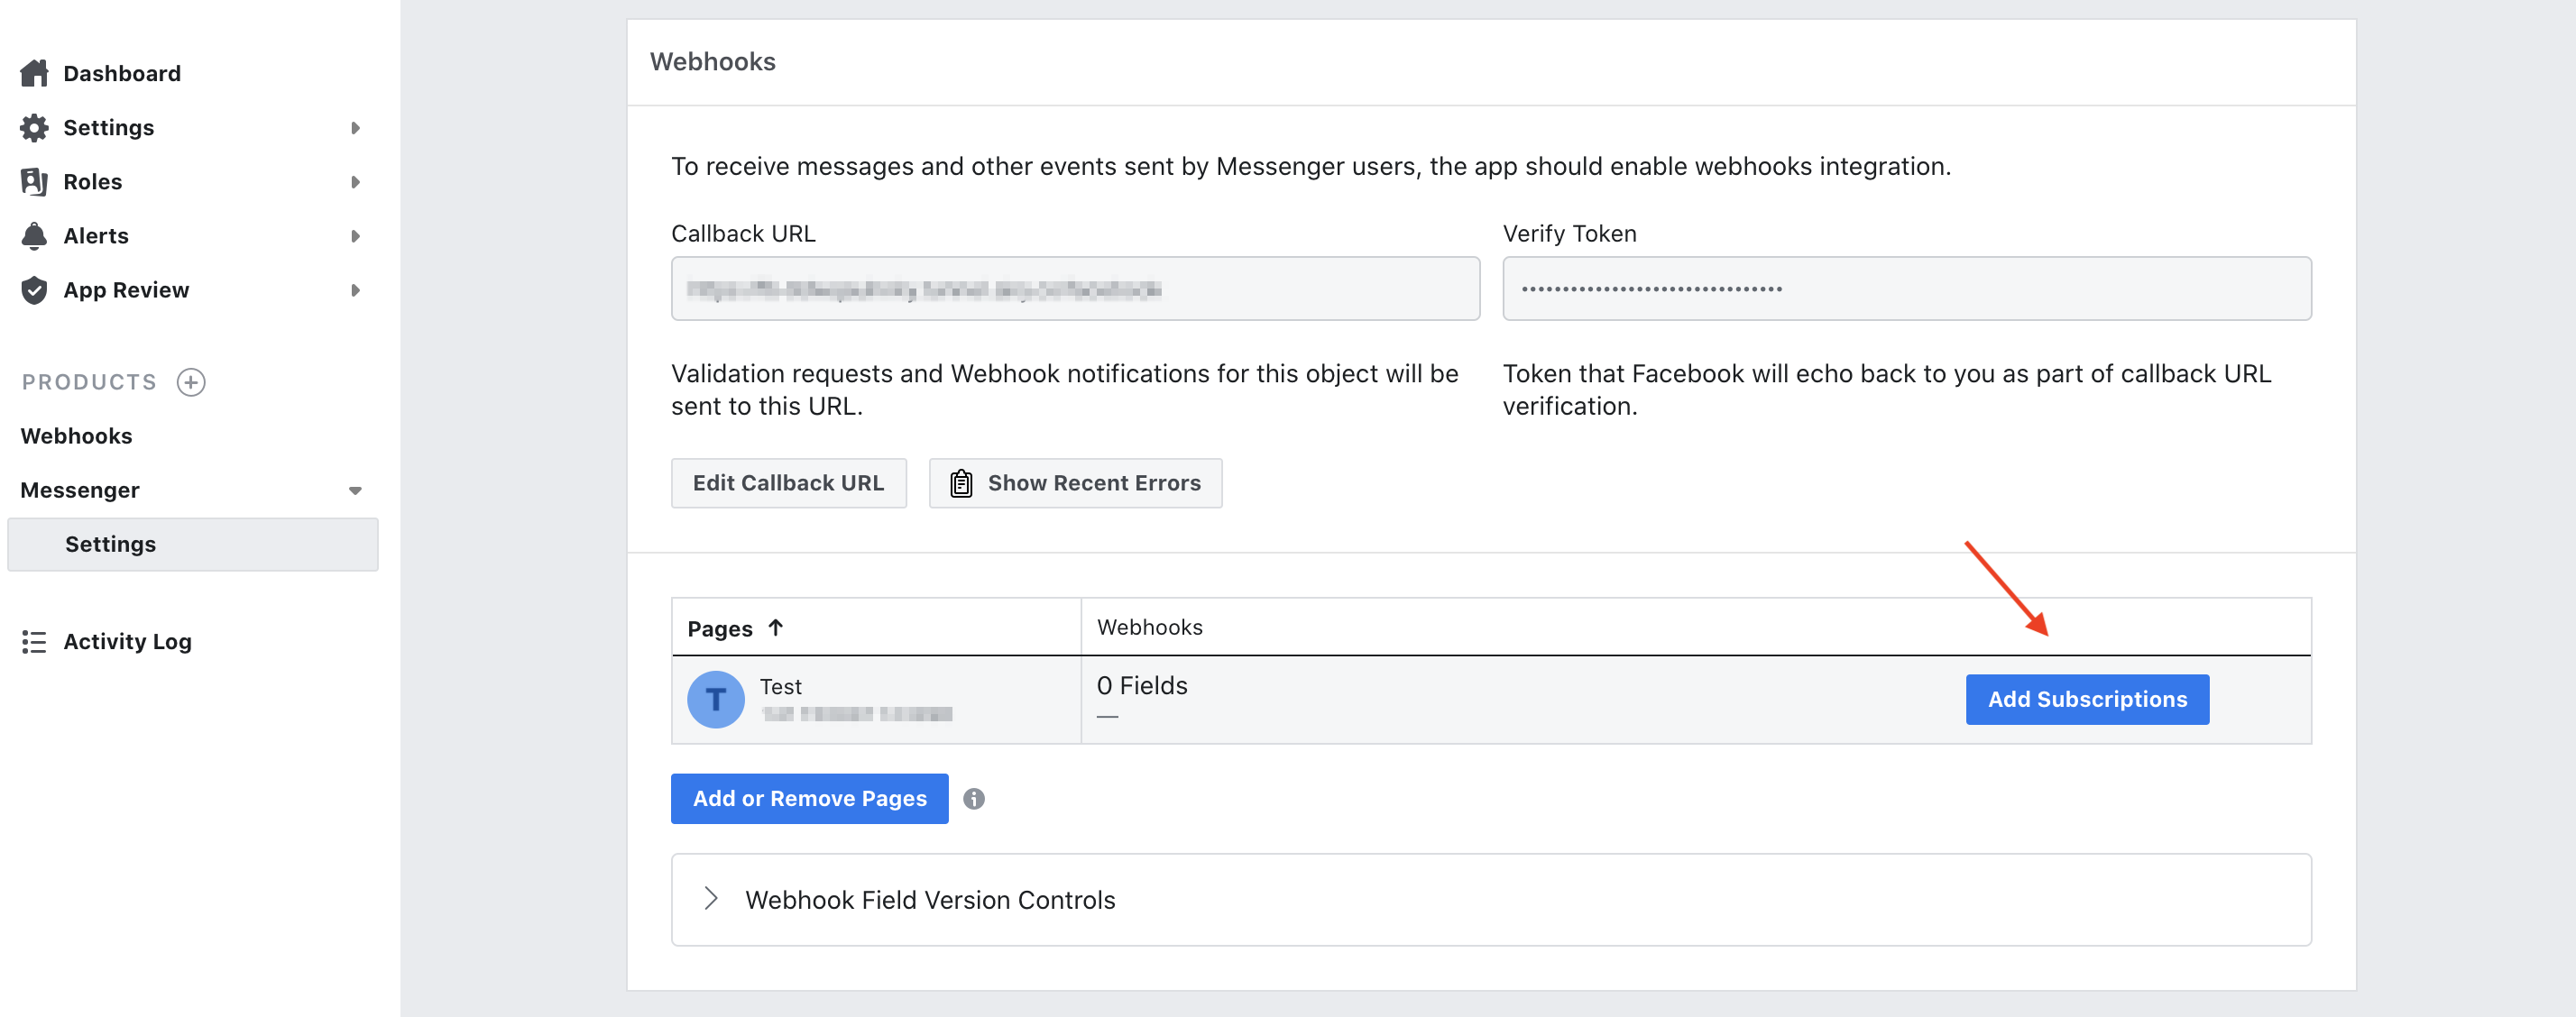 Dashboard
Settings
Roles
Alerts
App Review
PRODUCTS
Webhooks
Messenger
Settings
Activity Log
Webhooks
To receive messages and other events sent by Messenger users, the app should enable webhooks integration.
Callback URL
Verify Token
Validation requests and Webhook notifications for this object will be
sent to this URL.
Token that Facebook will echo back to you as part of callback URL
verification.
Edit Callback URL
Show Recent Errors
Pages
Webhooks
T
Test
0 Fields
—
Add Subscriptions
Add or Remove Pages
Webhook Field Version Controls